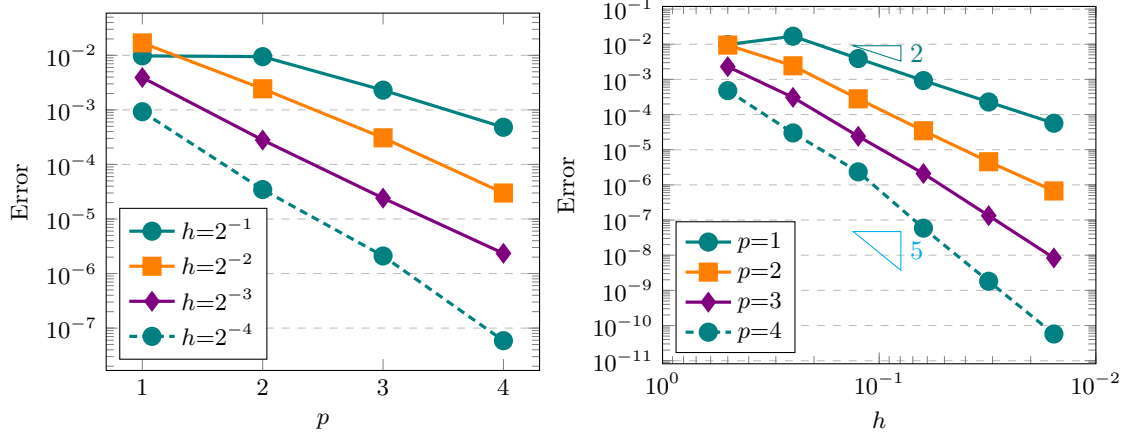 Error
10⁻²
10⁻³
10⁻⁴
10⁻⁵
10⁻⁶
10⁻⁷
h=2⁻¹
h=2⁻²
h=2⁻³
h=2⁻⁴
1 2 3 4
p
Error
10⁻¹
10⁻²
10⁻³
10⁻⁴
10⁻⁵
10⁻⁶
10⁻⁷
10⁻⁸
10⁻⁹
10⁻¹⁰
10⁻¹¹
2
5
p=1
p=2
p=3
p=4
10⁰ 10⁻¹ 10⁻²
h